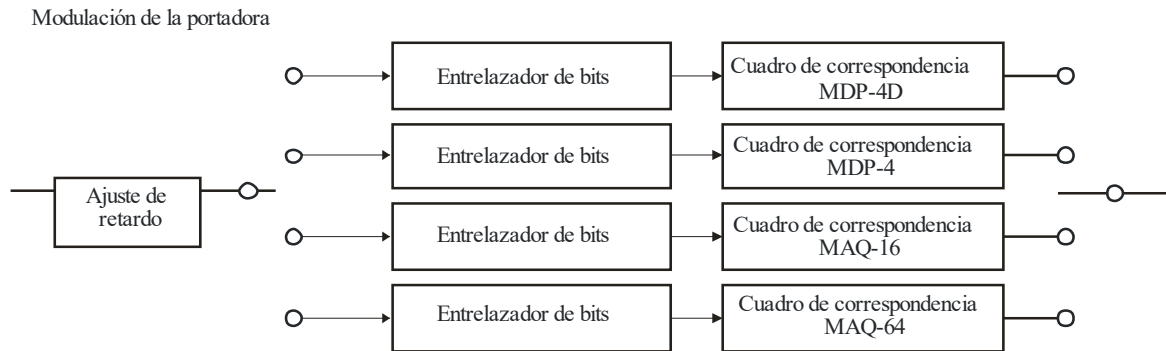 Modulación de la portadora
Entrelazador de bits
Cuadro de correspondencia
MDP-4D
Entrelazador de bits
Cuadro de correspondencia
MDP-4
Ajuste de
retardo
Entrelazador de bits
Cuadro de correspondencia
MAQ-16
Entrelazador de bits
Cuadro de correspondencia
MAQ-64